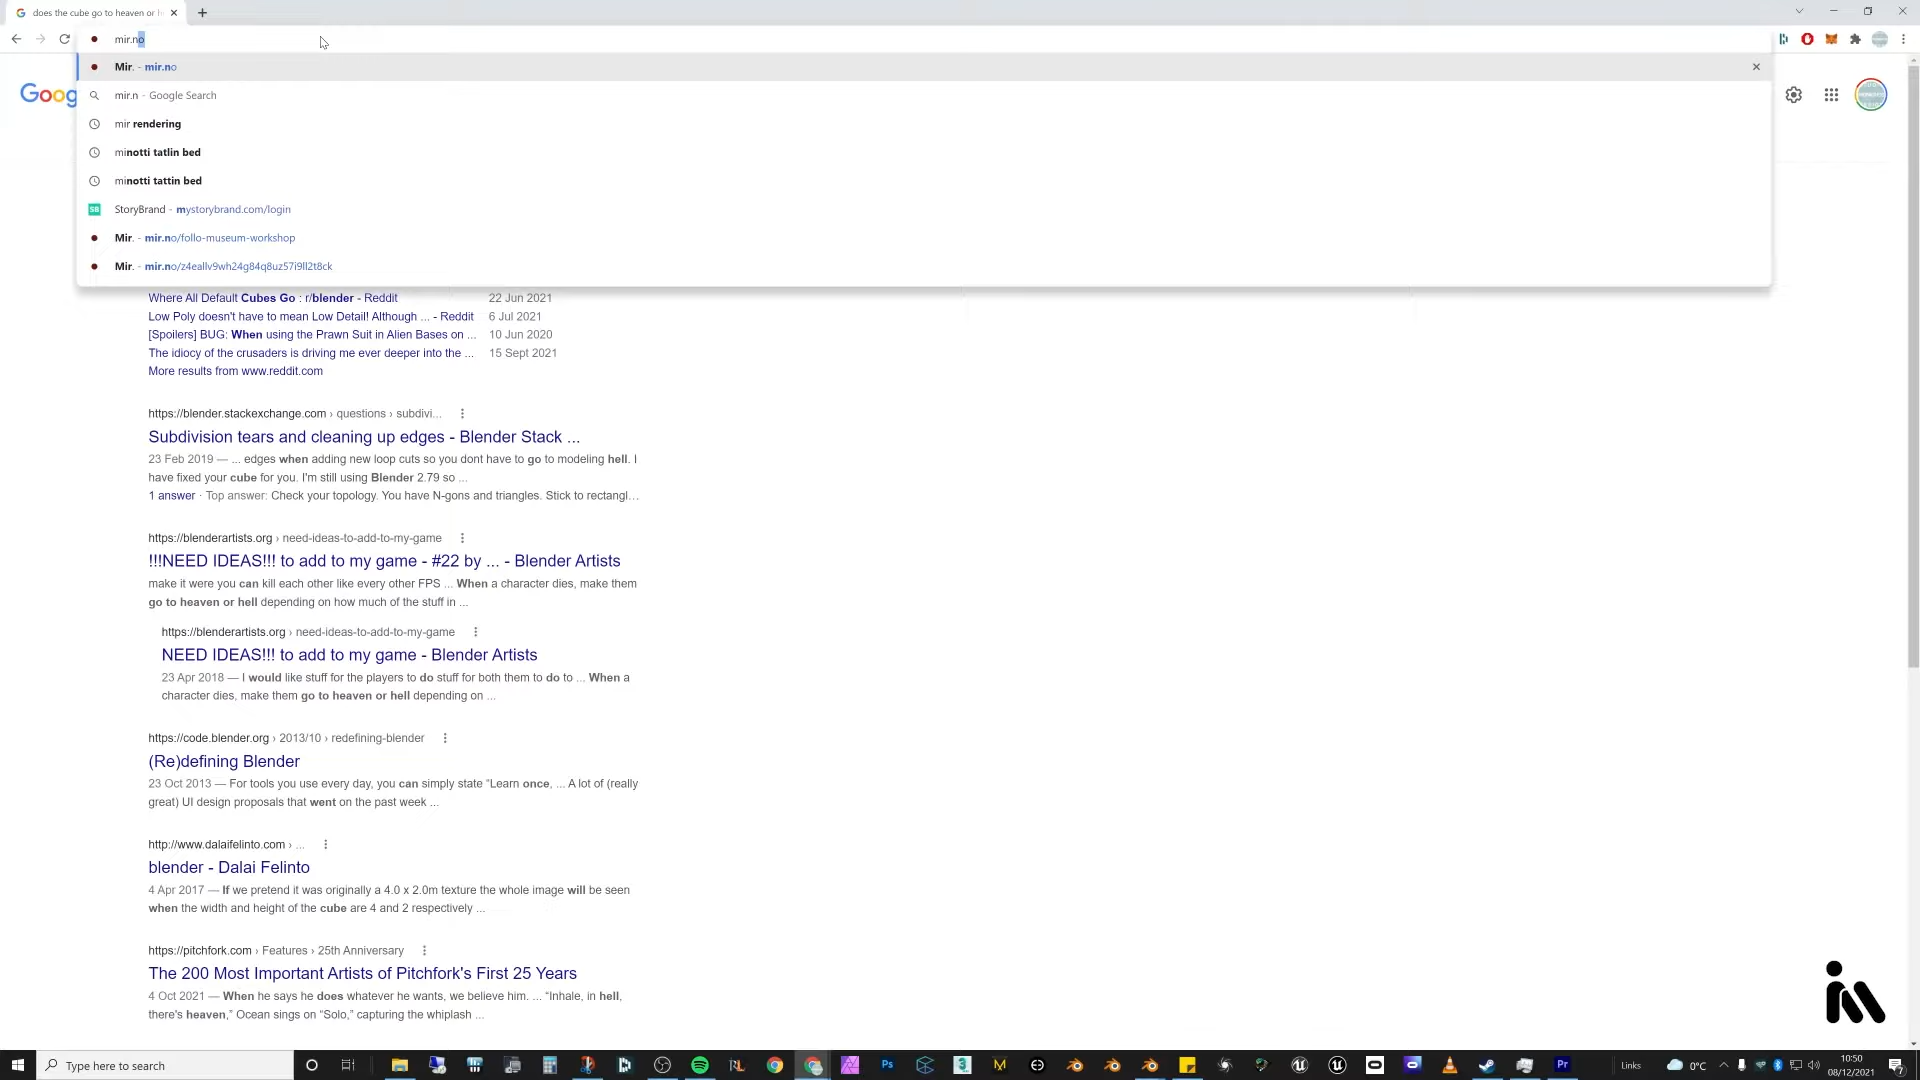 does the cube go to heaven or h
mir.no
Mir. - mir.no
mir.n - Google Search
mir rendering
minotti tatlin bed
minotti tattin bed
SB StoryBrand - mystorybrand.com/login
Mir. - mir.no/follo-museum-workshop
Mir. - mir.no/z4eallv9wh24g84q8uz57i9ll2t8ck
Goog
Where All Default Cubes Go : r/blender - Reddit 22 Jun 2021
Low Poly doesn't have to mean Low Detail! Although ... - Reddit 6 Jul 2021
[Spoilers] BUG: When using the Prawn Suit in Alien Bases on ... 10 Jun 2020
The idiocy of the crusaders is driving me ever deeper into the ... 15 Sept 2021
More results from www.reddit.com
https://blender.stackexchange.com › questions › subdivi...
Subdivision tears and cleaning up edges - Blender Stack ...
23 Feb 2019 — ... edges when adding new loop cuts so you dont have to go to modeling hell. I
have fixed your cube for you. I'm still using Blender 2.79 so ...
1 answer · Top answer: Check your topology. You have N-gons and triangles. Stick to rectangl...
https://blenderartists.org › need-ideas-to-add-to-my-game
!!!NEED IDEAS!!! to add to my game - #22 by ... - Blender Artists
make it were you can kill each other like every other FPS ... When a character dies, make them
go to heaven or hell depending on how much of the stuff in ...
https://blenderartists.org › need-ideas-to-add-to-my-game
NEED IDEAS!!! to add to my game - Blender Artists
23 Apr 2018 — I would like stuff for the players to do stuff for both them to do to ... When a
character dies, make them go to heaven or hell depending on ...
https://code.blender.org › 2013/10 › redefining-blender
(Re)defining Blender
23 Oct 2013 — For tools you use every day, you can simply state “Learn once, ... A lot of (really
great) UI design proposals that went on the past week ...
http://www.dalaifelinto.com › ...
blender - Dalai Felinto
4 Apr 2017 — If we pretend it was originally a 4.0 x 2.0m texture the whole image will be seen
when the width and height of the cube are 4 and 2 respectively ...
https://pitchfork.com › Features › 25th Anniversary
The 200 Most Important Artists of Pitchfork's First 25 Years
4 Oct 2021 — When he says he does whatever he wants, we believe him. ... “Inhale, in hell,
there's heaven,” Ocean sings on “Solo,” capturing the whiplash ...
Type here to search
Ps
3
M
Pr
Links
0°C
10:50
08/12/2021